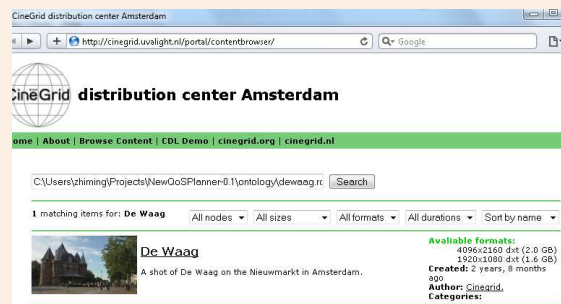 CineGrid distribution center Amsterdam
http://cinegrid.uvalight.nl/portal/contentbrowser/
Google
CinëGrid distribution center Amsterdam
ome | About | Browse Content | CDL Demo | cinegrid.org | cinegrid.nl
C:\Users\zhiming\Projects\NewQoSPlanner-0.1\ontology\dewaag.rc Search
1 matching items for: De Waag All nodes All sizes All formats All durations Sort by name
De Waag
A shot of De Waag on the Nieuwmarkt in Amsterdam.
Avaliable formats:
4096x2160 dxt (2.0 GB)
1920x1080 dxt (1.6 GB)
Created: 2 years, 8 months
ago
Author: Cinegrid,
Categories: